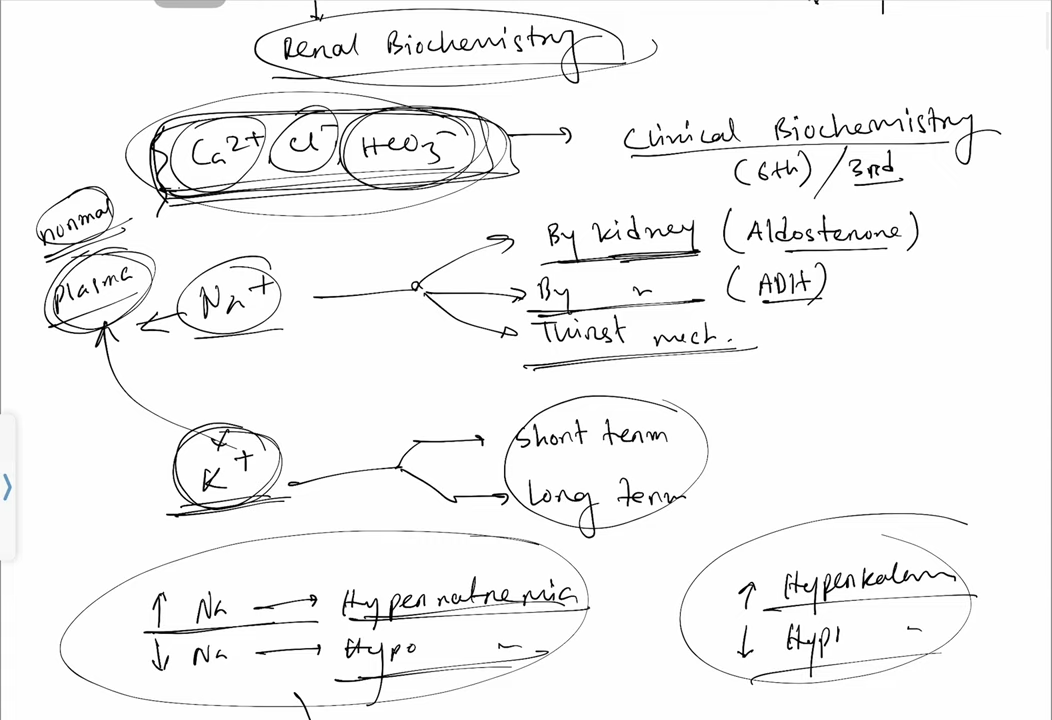 Renal Biochemistry
Ca2+ Cl- HCO3- → Clinical Biochemistry
(6th) / 3rd
normal
plasma ← Na+
By kidney (Aldosterone)
By " (ADH)
Thirst mech.
K+
Short term
Long term
↑ Na → Hypernatremia
↓ Na → Hypo "
↑ Hyperkalem
↓ Hypo "